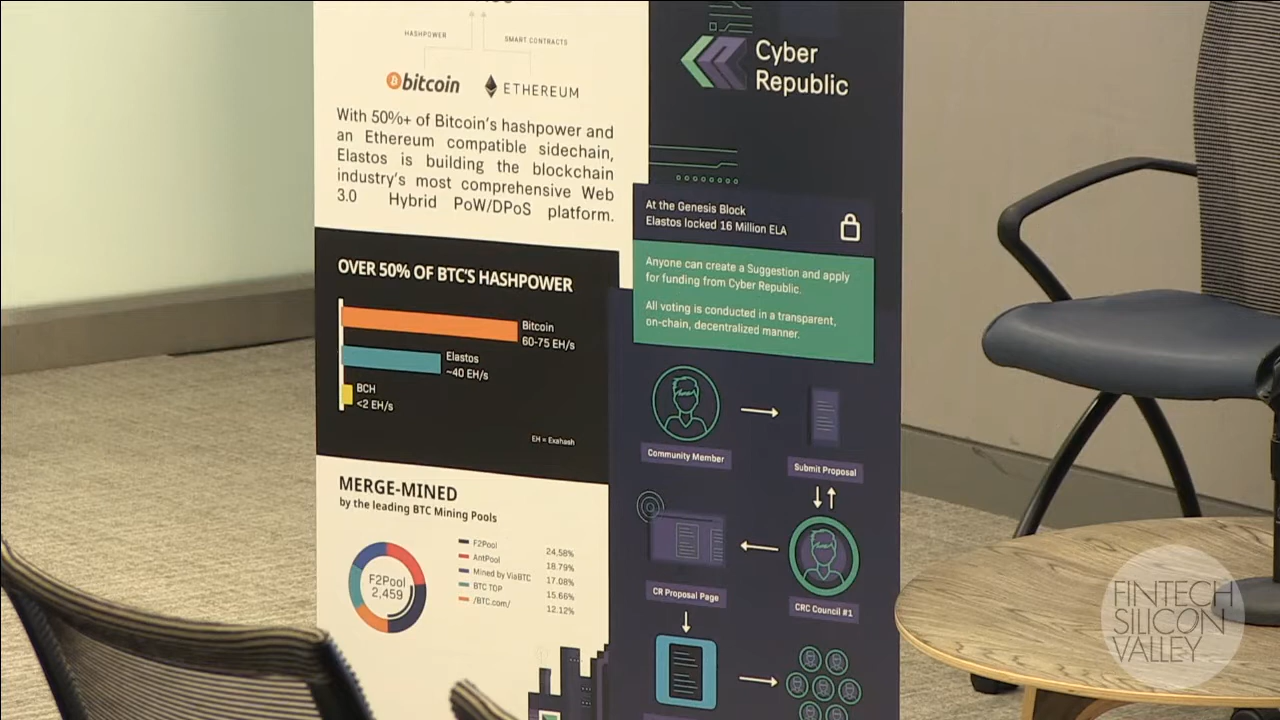 HASHPOWER
SMART CONTRACTS
bitcoin
ETHEREUM
With 50%+ of Bitcoin's hashpower and
an Ethereum compatible sidechain,
Elastos is building the blockchain
industry's most comprehensive Web
3.0 Hybrid PoW/DPoS platform.
OVER 50% OF BTC'S HASHPOWER
Bitcoin
60-75 EH/s
Elastos
~40 EH/s
BCH
<2 EH/s
EH = Exahash
MERGE-MINED
by the leading BTC Mining Pools
F2Pool
2,459
F2Pool 24.58%
AntPool 18.79%
Mined by ViaBTC 17.08%
BTC TOP 15.66%
/BTC.com/ 12.12%
Cyber
Republic
At the Genesis Block
Elastos locked 16 Million ELA
Anyone can create a Suggestion and apply
for funding from Cyber Republic.
All voting is conducted in a transparent,
on-chain, decentralized manner.
Community Member
Submit Proposal
CR Proposal Page
CRC Council #1
FINTECH
SILICON
VALLEY